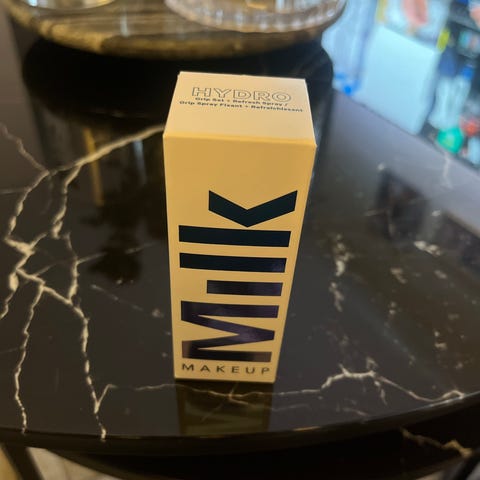 HYDRO
Grip Set + Refresh Spray /
Grip Spray Fixant + Rafraîchissant
Milk
MAKEUP